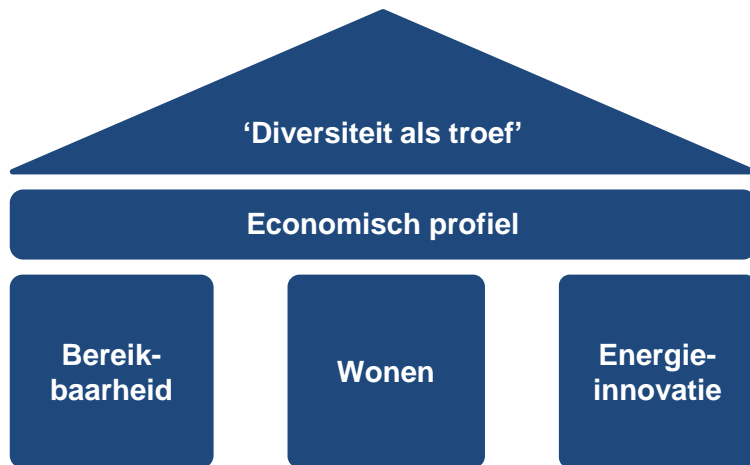 ‘Diversiteit als troef’
Economisch profiel
Bereik-
baarheid
Wonen
Energie-
innovatie